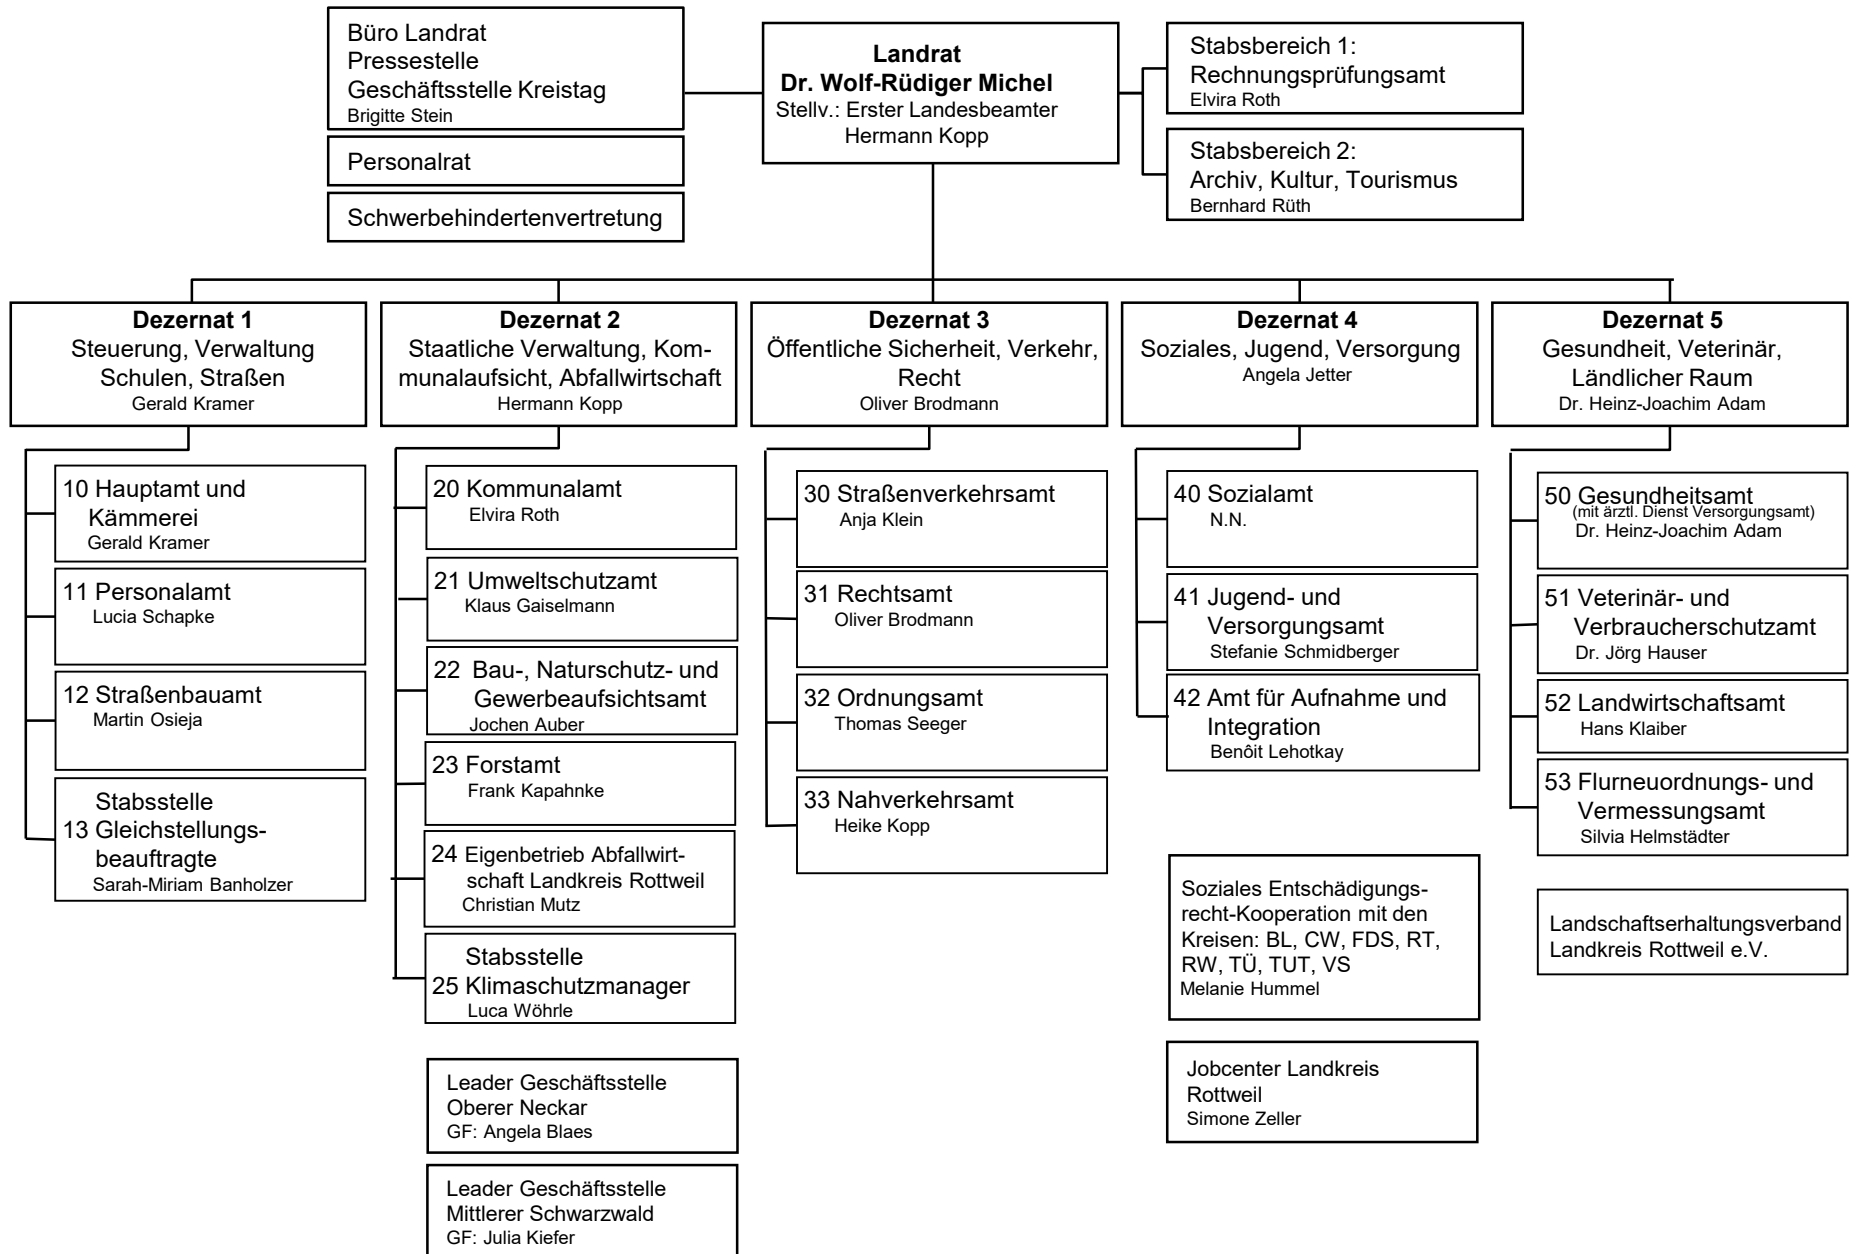 Büro Landrat
Pressestelle
Geschäftsstelle Kreistag
Brigitte Stein
Personalrat
Schwerbehindertenvertretung
Landrat
Dr. Wolf-Rüdiger Michel
Stellv.: Erster Landesbeamter
Hermann Kopp
Stabsbereich 1:
Rechnungsprüfungsamt
Elvira Roth
Stabsbereich 2:
Archiv, Kultur, Tourismus
Bernhard Rüth
Dezernat 1
Steuerung, Verwaltung
Schulen, Straßen
Gerald Kramer
10 Hauptamt und
Kämmerei
Gerald Kramer
11 Personalamt
Lucia Schapke
12 Straßenbauamt
Martin Osieja
Stabsstelle
13 Gleichstellungs-
beauftragte
Sarah-Miriam Banholzer
Dezernat 2
Staatliche Verwaltung, Kom-
munalaufsicht, Abfallwirtschaft
Hermann Kopp
20 Kommunalamt
Elvira Roth
21 Umweltschutzamt
Klaus Gaiselmann
22 Bau-, Naturschutz- und
Gewerbeaufsichtsamt
Jochen Auber
23 Forstamt
Frank Kapahnke
24 Eigenbetrieb Abfallwirt-
schaft Landkreis Rottweil
Christian Mutz
Stabsstelle
25 Klimaschutzmanager
Luca Wöhrle
Leader Geschäftsstelle
Oberer Neckar
GF: Angela Blaes
Leader Geschäftsstelle
Mittlerer Schwarzwald
GF: Julia Kiefer
Dezernat 3
Öffentliche Sicherheit, Verkehr,
Recht
Oliver Brodmann
30 Straßenverkehrsamt
Anja Klein
31 Rechtsamt
Oliver Brodmann
32 Ordnungsamt
Thomas Seeger
33 Nahverkehrsamt
Heike Kopp
Dezernat 4
Soziales, Jugend, Versorgung
Angela Jetter
40 Sozialamt
N.N.
41 Jugend- und
Versorgungsamt
Stefanie Schmidberger
42 Amt für Aufnahme und
Integration
Benôit Lehotkay
Soziales Entschädigungs-
recht-Kooperation mit den
Kreisen: BL, CW, FDS, RT,
RW, TÜ, TUT, VS
Melanie Hummel
Jobcenter Landkreis
Rottweil
Simone Zeller
Dezernat 5
Gesundheit, Veterinär,
Ländlicher Raum
Dr. Heinz-Joachim Adam
50 Gesundheitsamt
(mit ärztl. Dienst Versorgungsamt)
Dr. Heinz-Joachim Adam
51 Veterinär- und
Verbraucherschutzamt
Dr. Jörg Hauser
52 Landwirtschaftsamt
Hans Klaiber
53 Flurneuordnungs- und
Vermessungsamt
Silvia Helmstädter
Landschaftserhaltungsverband
Landkreis Rottweil e.V.